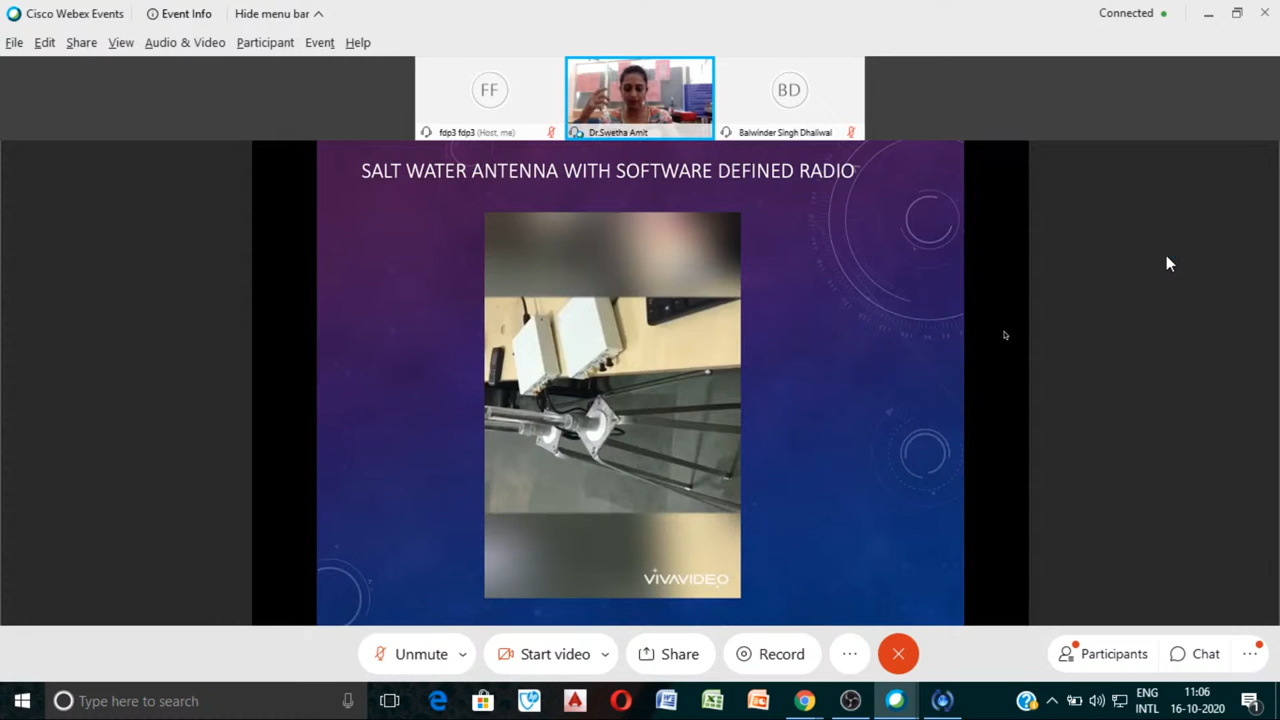 Cisco Webex Events
Event Info
Hide menu bar
Connected
File Edit Share View Audio & Video Participant Event Help
FF
BD
fdp3 fdp3 (Host, me)
Dr.Swetha Amit
Balwinder Singh Dhaliwal
SALT WATER ANTENNA WITH SOFTWARE DEFINED RADIO
VIVAVIDEO
Unmute
Start video
Share
Record
Participants
Chat
Type here to search
ENG
INTL
11:06
16-10-2020